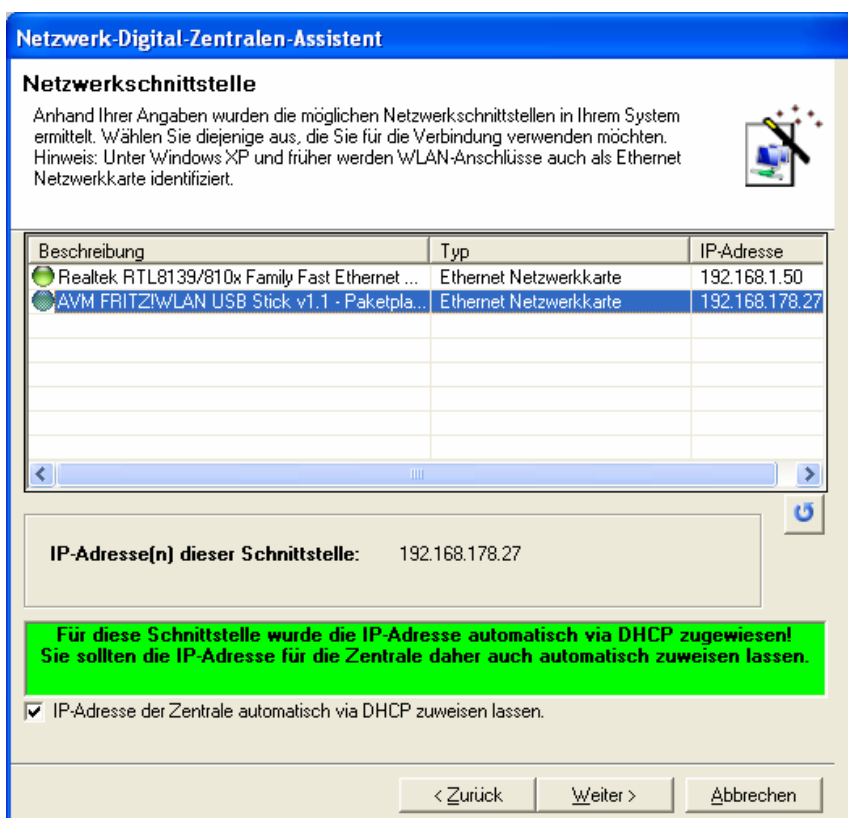 Netzwerk-Digital-Zentralen-Assistent
Netzwerkschnittstelle
Anhand Ihrer Angaben wurden die möglichen Netzwerkschnittstellen in Ihrem System
ermittelt. Wählen Sie diejenige aus, die Sie für die Verbindung verwenden möchten.
Hinweis: Unter Windows XP und früher werden WLAN-Anschlüsse auch als Ethernet
Netzwerkkarte identifiziert.
Beschreibung Typ IP-Adresse
Realtek RTL8139/810x Family Fast Ethernet ... Ethernet Netzwerkkarte 192.168.1.50
AVM FRITZ!WLAN USB Stick v1.1 - Paketpla... Ethernet Netzwerkkarte 192.168.178.27
IP-Adresse(n) dieser Schnittstelle: 192.168.178.27
Für diese Schnittstelle wurde die IP-Adresse automatisch via DHCP zugewiesen!
Sie sollten die IP-Adresse für die Zentrale daher auch automatisch zuweisen lassen.
IP-Adresse der Zentrale automatisch via DHCP zuweisen lassen.
< Zurück Weiter > Abbrechen